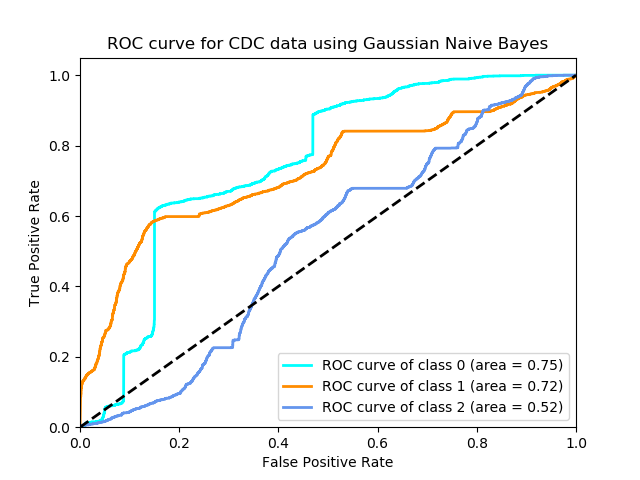 ROC curve for CDC data using Gaussian Naive Bayes
True Positive Rate
1.0
0.8
0.6
0.4
0.2
0.0
ROC curve of class 0 (area = 0.75)
ROC curve of class 1 (area = 0.72)
ROC curve of class 2 (area = 0.52)
0.0 0.2 0.4 0.6 0.8 1.0
False Positive Rate